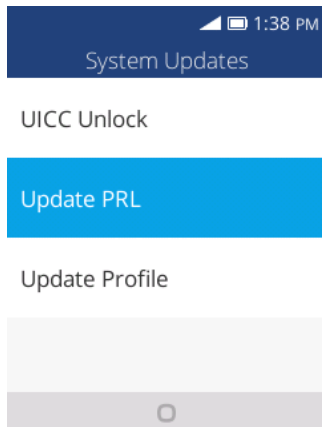 1:38 PM
System Updates
UICC Unlock
Update PRL
Update Profile